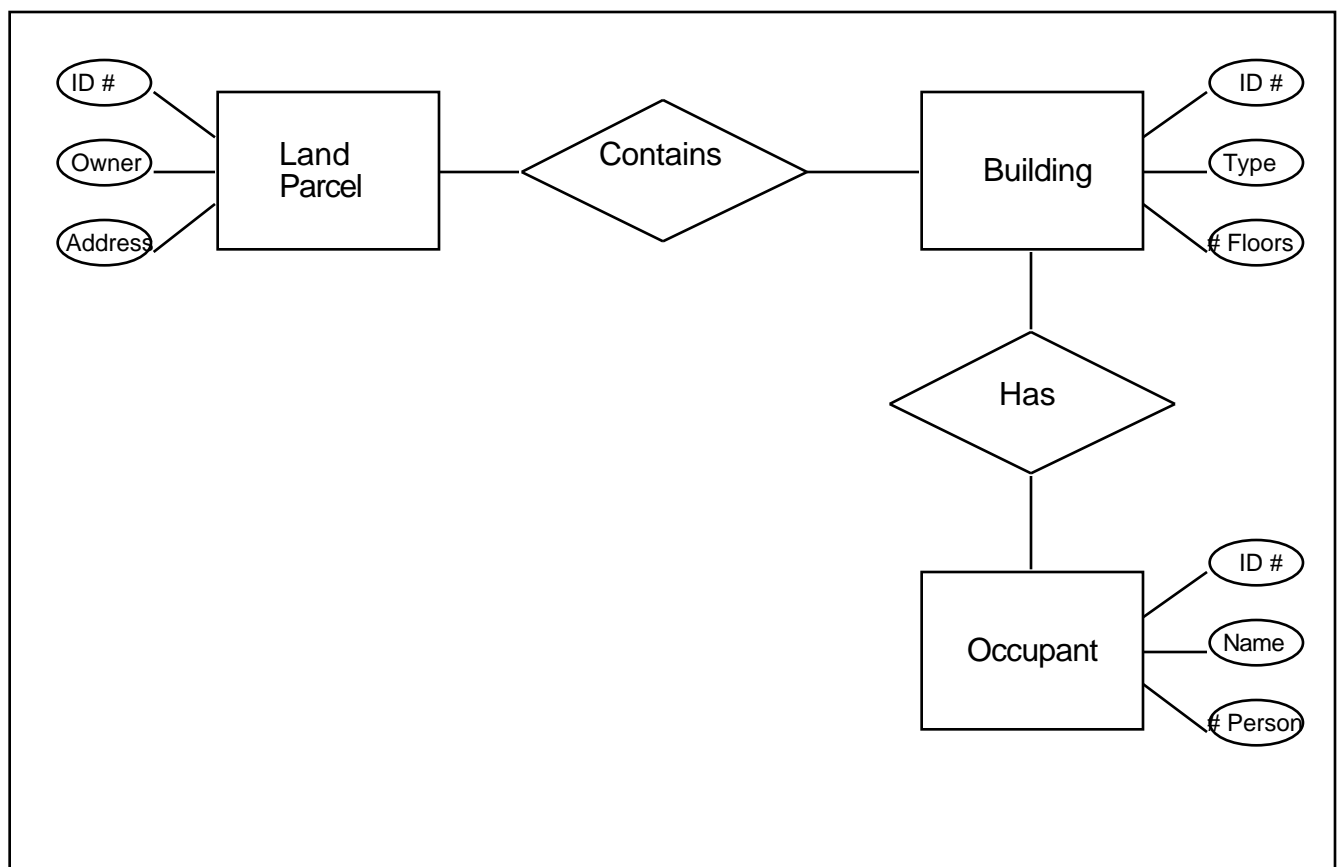 ID #
Owner
Address
Land
Parcel
Contains
Building
ID #
Type
# Floors
Has
Occupant
ID #
Name
# Person